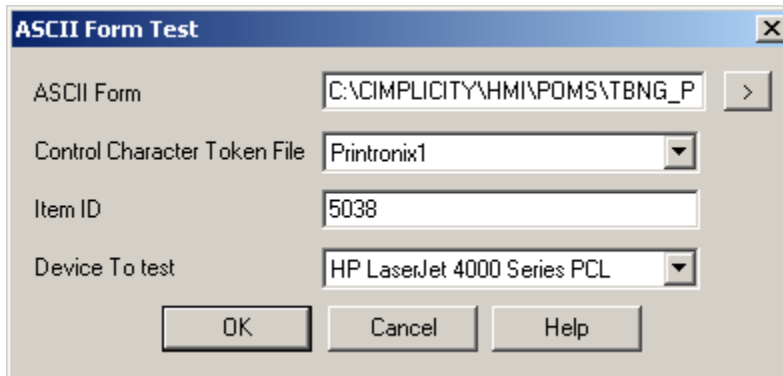 ASCII Form Test
ASCII Form C:\CIMPLICITY\HMI\POMS\TBNG_P >
Control Character Token File Printronix1
Item ID 5038
Device To test HP LaserJet 4000 Series PCL
OK Cancel Help